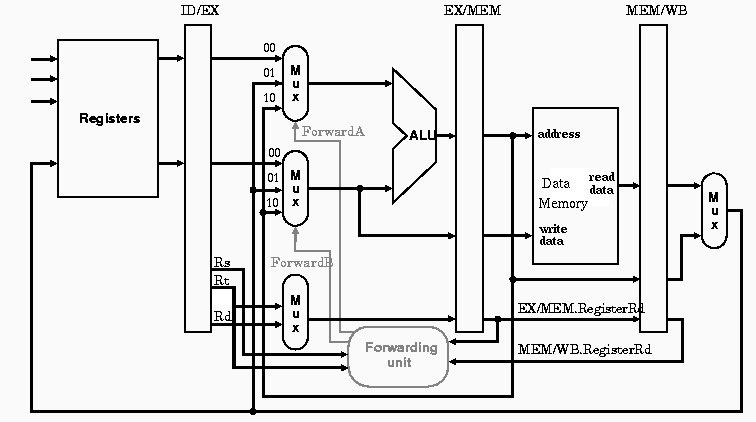 ID/EX
EX/MEM
MEM/WB
00
01
10
Mux
Registers
ALU
ForwardA
address
00
01
10
Mux
Data
Memory
read
data
write
data
Mux
ForwardB
Rs
Rt
Rd
Mux
EX/MEM.RegisterRd
Forwarding
unit
MEM/WB.RegisterRd